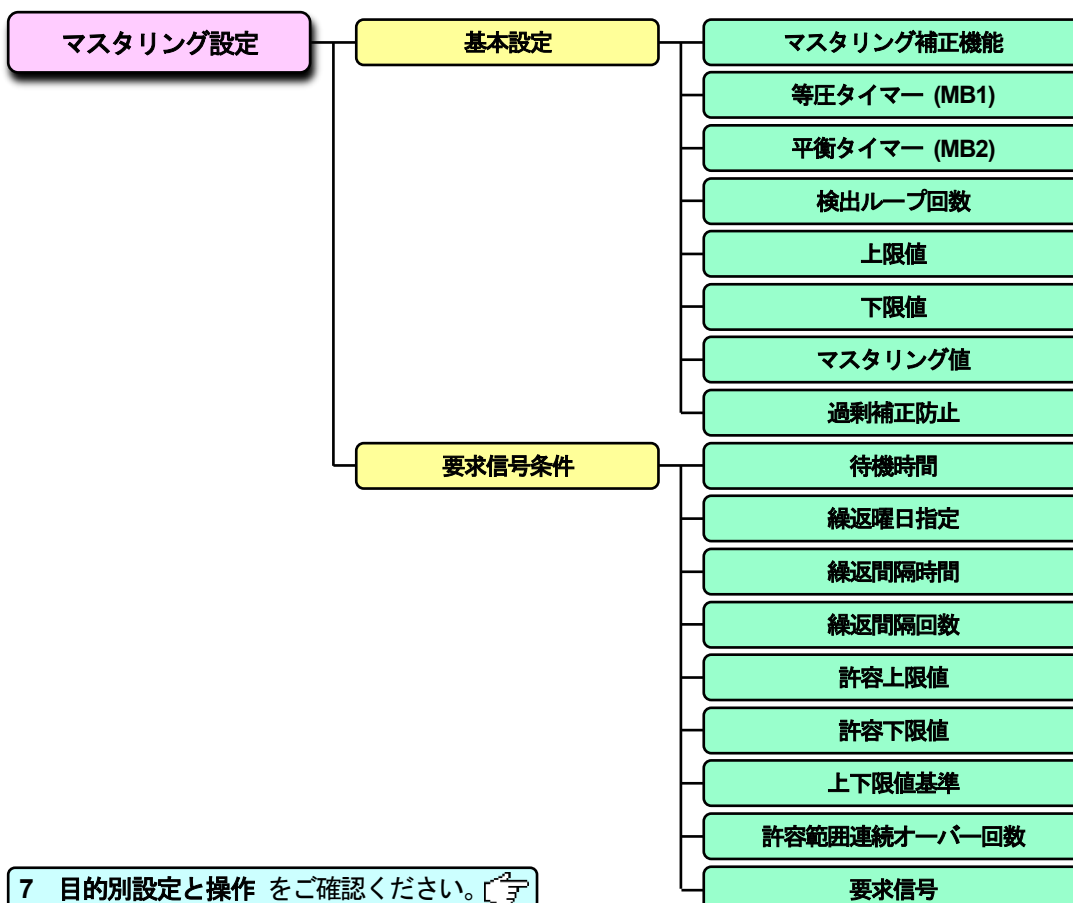 マスタリング設定
基本設定
マスタリング補正機能
等圧タイマー (MB1)
平衡タイマー (MB2)
検出ループ回数
上限値
下限値
マスタリング値
過剰補正防止
要求信号条件
待機時間
繰返曜日指定
繰返間隔時間
繰返間隔回数
許容上限値
許容下限値
上下限値基準
許容範囲連続オーバー回数
要求信号
7 目的別設定と操作 をご確認ください。